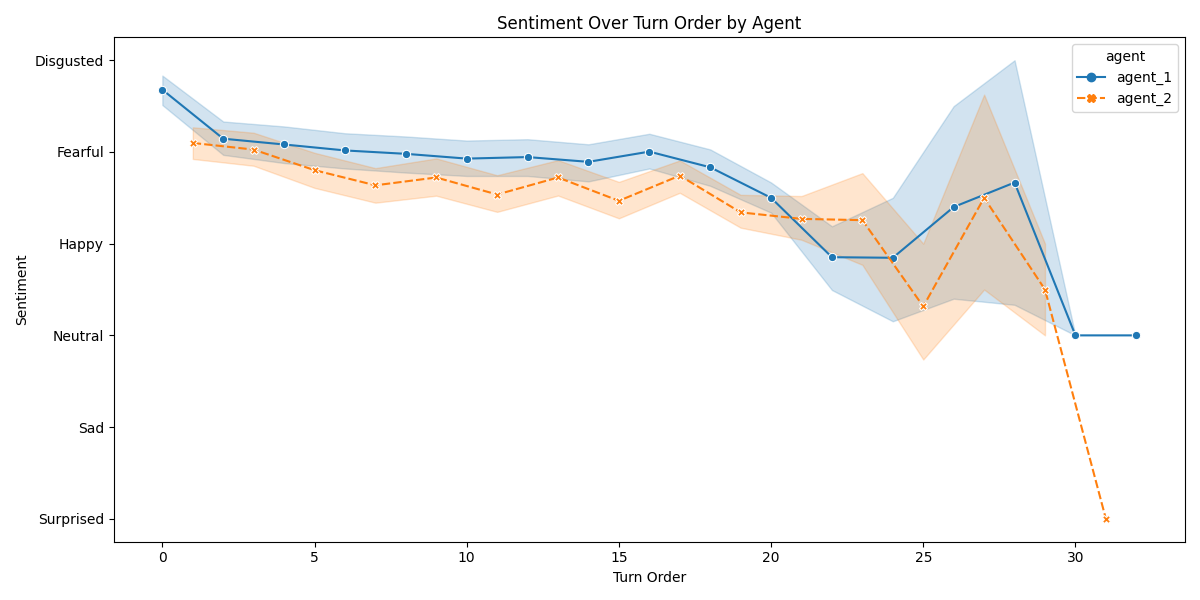 Sentiment Over Turn Order by Agent
Disgusted
Fearful
Happy
Neutral
Sad
Surprised
Sentiment
agent
agent_1
agent_2
0 5 10 15 20 25 30
Turn Order